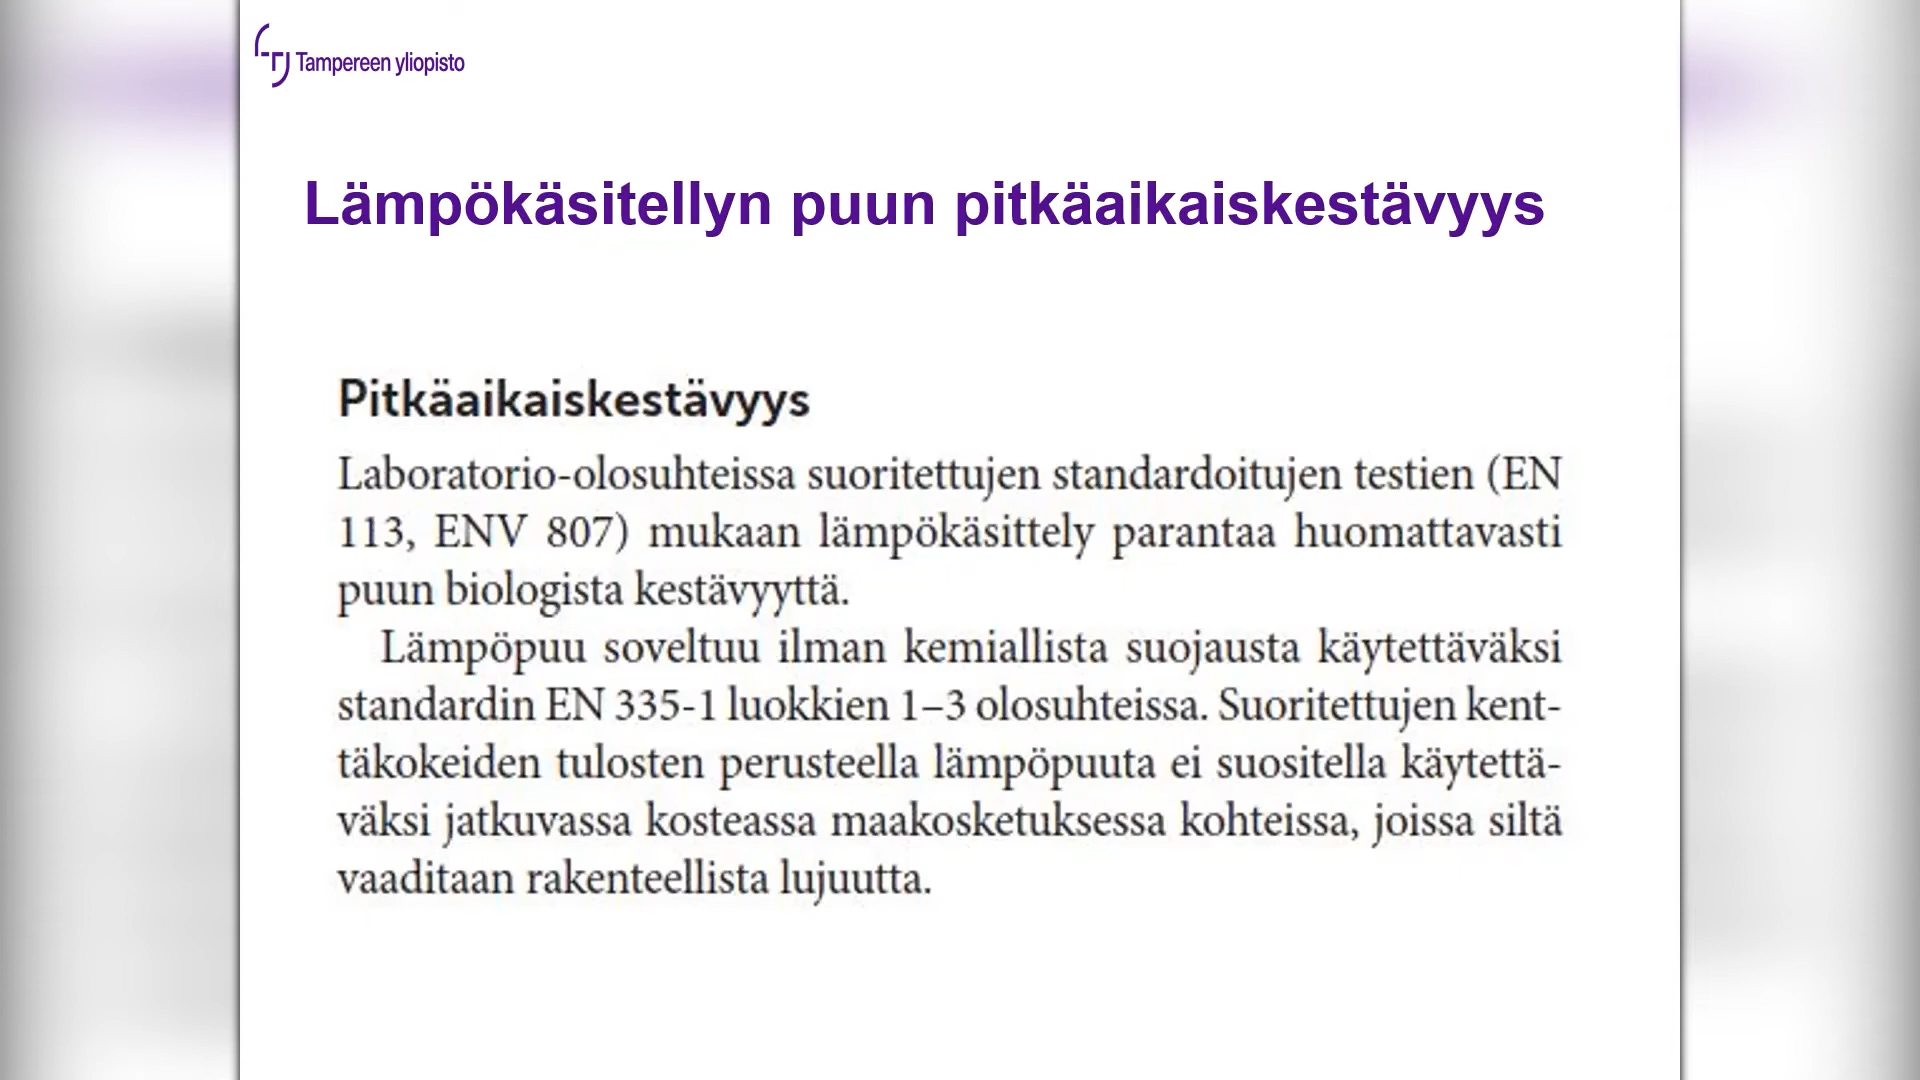 Tampereen yliopisto
Lämpökäsitellyn puun pitkäaikaiskestävyys
Pitkäaikaiskestävyys
Laboratorio-olosuhteissa suoritettujen standardoitujen testien (EN
113, ENV 807) mukaan lämpökäsittely parantaa huomattavasti
puun biologista kestävyyttä.
Lämpöpuu soveltuu ilman kemiallista suojausta käytettäväksi
standardin EN 335-1 luokkien 1–3 olosuhteissa. Suoritettujen kent-
täkokeiden tulosten perusteella lämpöpuuta ei suositella käytettä-
väksi jatkuvassa kosteassa maakosketuksessa kohteissa, joissa siltä
vaaditaan rakenteellista lujuutta.